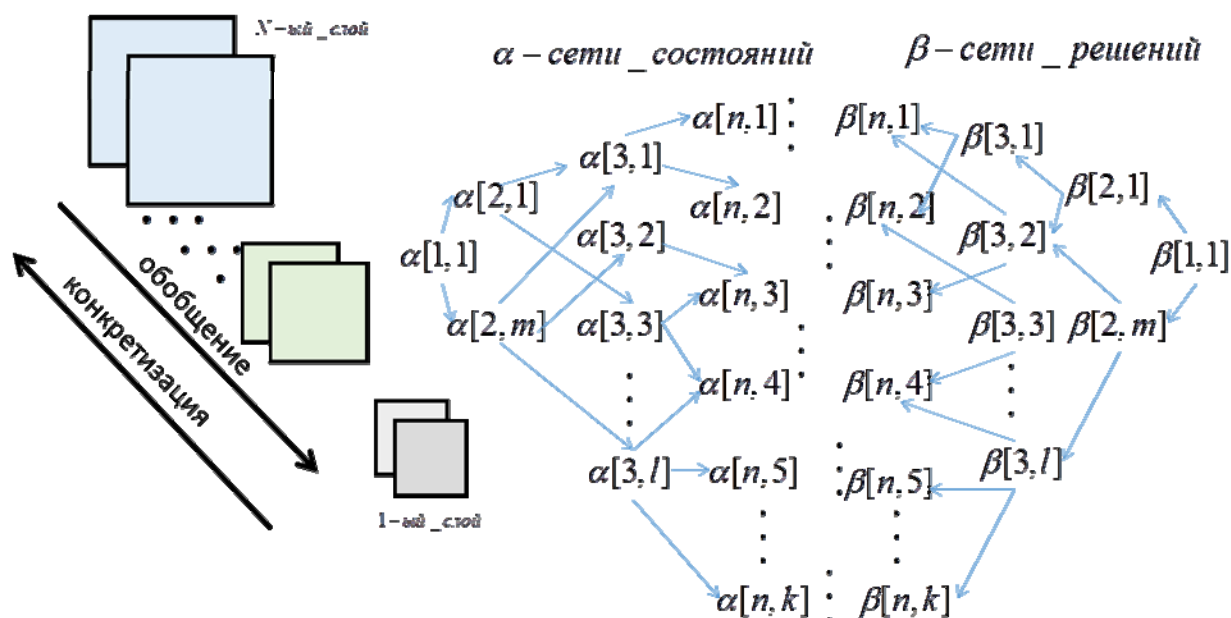 N-ый_слой
обобщение
конкретизация
1-ый_слой
α-сети_состояний
α[n,1]
α[3,1]
α[2,1]
α[n,2]
α[3,2]
α[1,1]
α[n,3]
α[2,m]
α[3,3]
α[n,4]
α[3,l]
α[n,5]
α[n,k]
β-сети_решений
β[n,1]
β[3,1]
β[2,1]
β[n,2]
β[3,2]
β[1,1]
β[n,3]
β[3,3]
β[2,m]
β[n,4]
β[3,l]
β[n,5]
β[n,k]